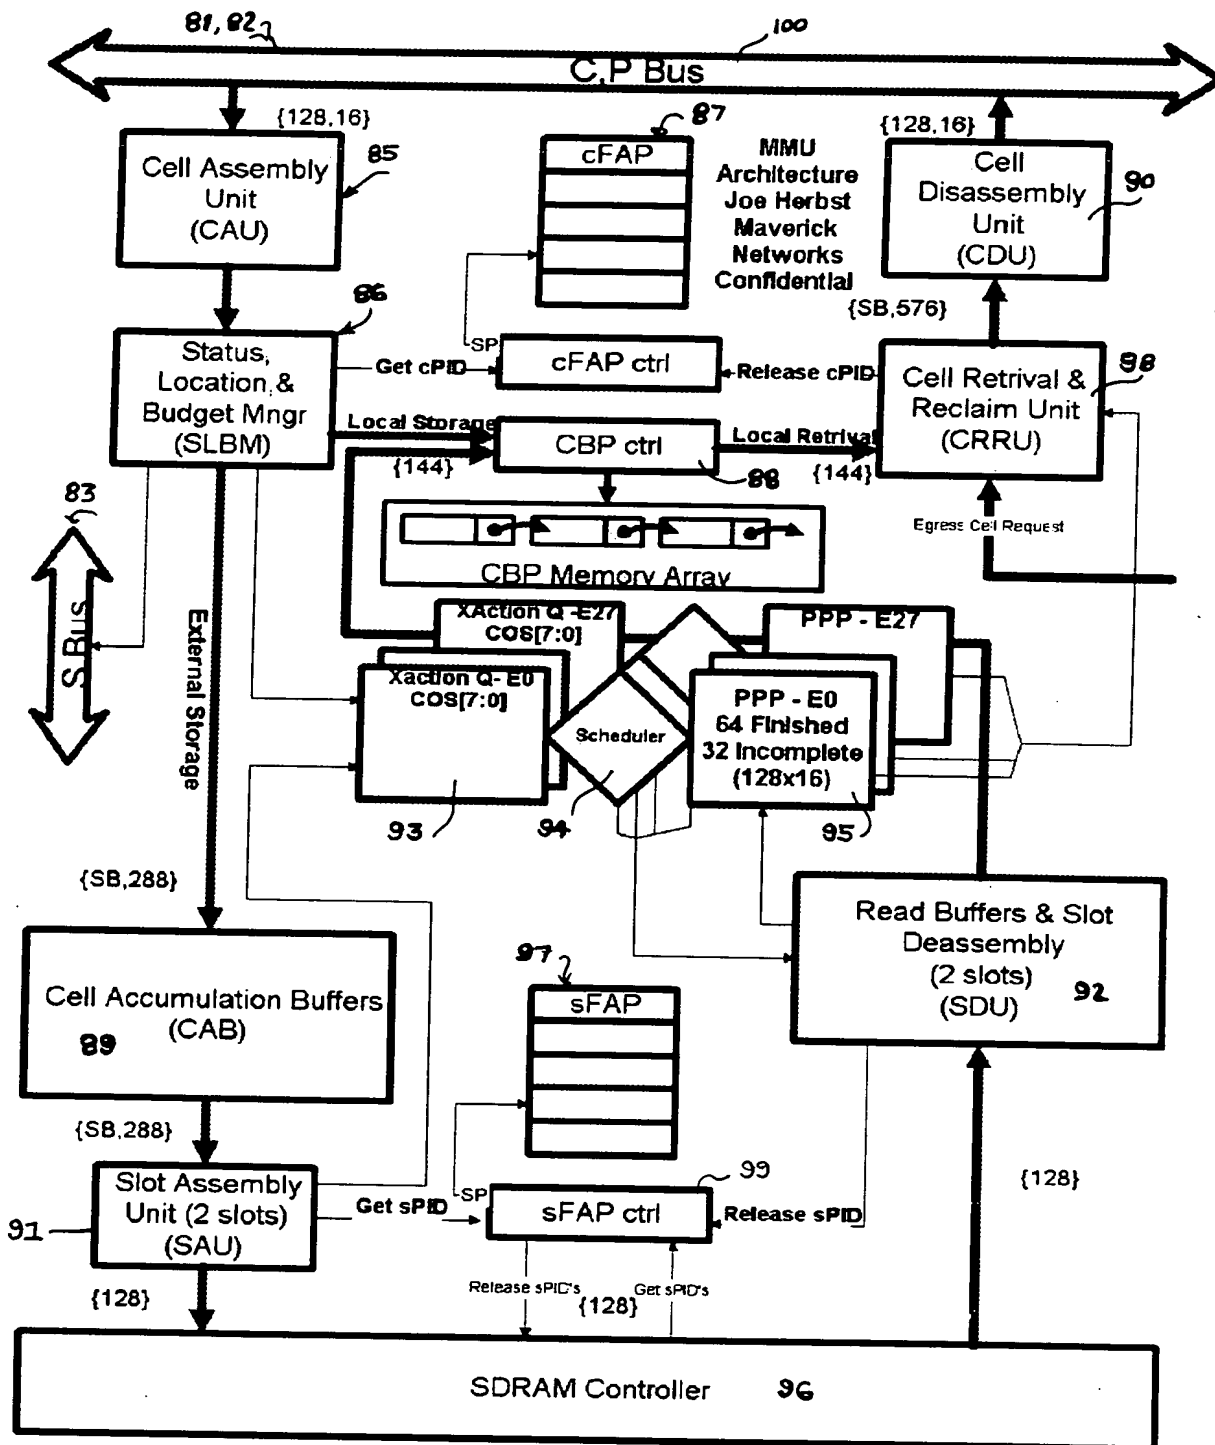 81, 82
100
C,P Bus
{128,16}
87
{128,16}
Cell Assembly
Unit
(CAU)
85
cFAP
MMU
Architecture
Joe Herbst
Maverick
Networks
Confidential
Cell
Disassembly
Unit
(CDU)
90
86
{SB,576}
Status,
Location, &
Budget Mngr
(SLBM)
SP
Get cPID
cFAP ctrl
Release cPID
Cell Retrival &
Reclaim Unit
(CRRU)
98
Local Storage
CBP ctrl
Local Retrival
{144}
88
{144}
83
Egress Cell Request
CBP Memory Array
S Bus
External Storage
XAction Q -E27
COS[7:0]
PPP - E27
Xaction Q- E0
COS[7:0]
Scheduler
PPP - E0
64 Finished
32 Incomplete
(128x16)
93
94
95
{SB,288}
Read Buffers & Slot
Deassembly
(2 slots)
(SDU)
92
97
Cell Accumulation Buffers
(CAB)
89
sFAP
{SB,288}
{128}
Slot Assembly
Unit (2 slots)
(SAU)
91
Get sPID
SP
99
sFAP ctrl
Release sPID
{128}
Release sPID's
{128}
Get sPID's
SDRAM Controller
96